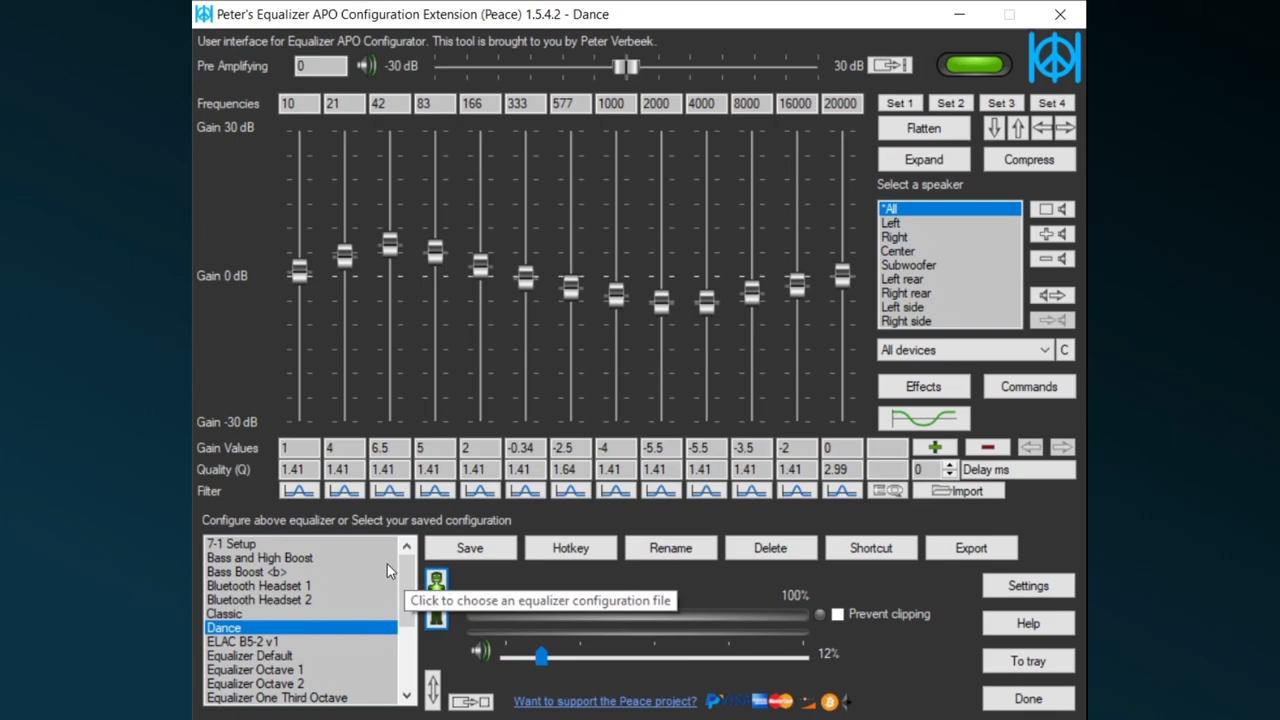 Peter's Equalizer APO Configuration Extension (Peace) 1.5.4.2 - Dance
User interface for Equalizer APO Configurator. This tool is brought to you by Peter Verbeek.
Pre Amplifying 0 -30 dB 30 dB
Frequencies 10 21 42 83 166 333 577 1000 2000 4000 8000 16000 20000 Set 1 Set 2 Set 3 Set 4
Gain 30 dB Flatten
Expand Compress
Select a speaker
*All
Left
Right
Center
Subwoofer
Gain 0 dB
Left rear
Right rear
Left side
Right side
All devices C
Effects Commands
Gain -30 dB
Gain Values 1 4 6.5 5 2 -0.34 -2.5 -4 -5.5 -5.5 -3.5 -2 0
Quality (Q) 1.41 1.41 1.41 1.41 1.41 1.41 1.64 1.41 1.41 1.41 1.41 1.41 2.99 0 Delay ms
Filter Import
Configure above equalizer or Select your saved configuration
7-1 Setup
Bass and High Boost
Bass Boost <b>
Bluetooth Headset 1
Bluetooth Headset 2
Classic
Dance
ELAC B5-2 v1
Equalizer Default
Equalizer Octave 1
Equalizer Octave 2
Equalizer One Third Octave
Save Hotkey Rename Delete Shortcut Export
Click to choose an equalizer configuration file
100%
Prevent clipping
12%
Settings
Help
To tray
Done
Want to support the Peace project?